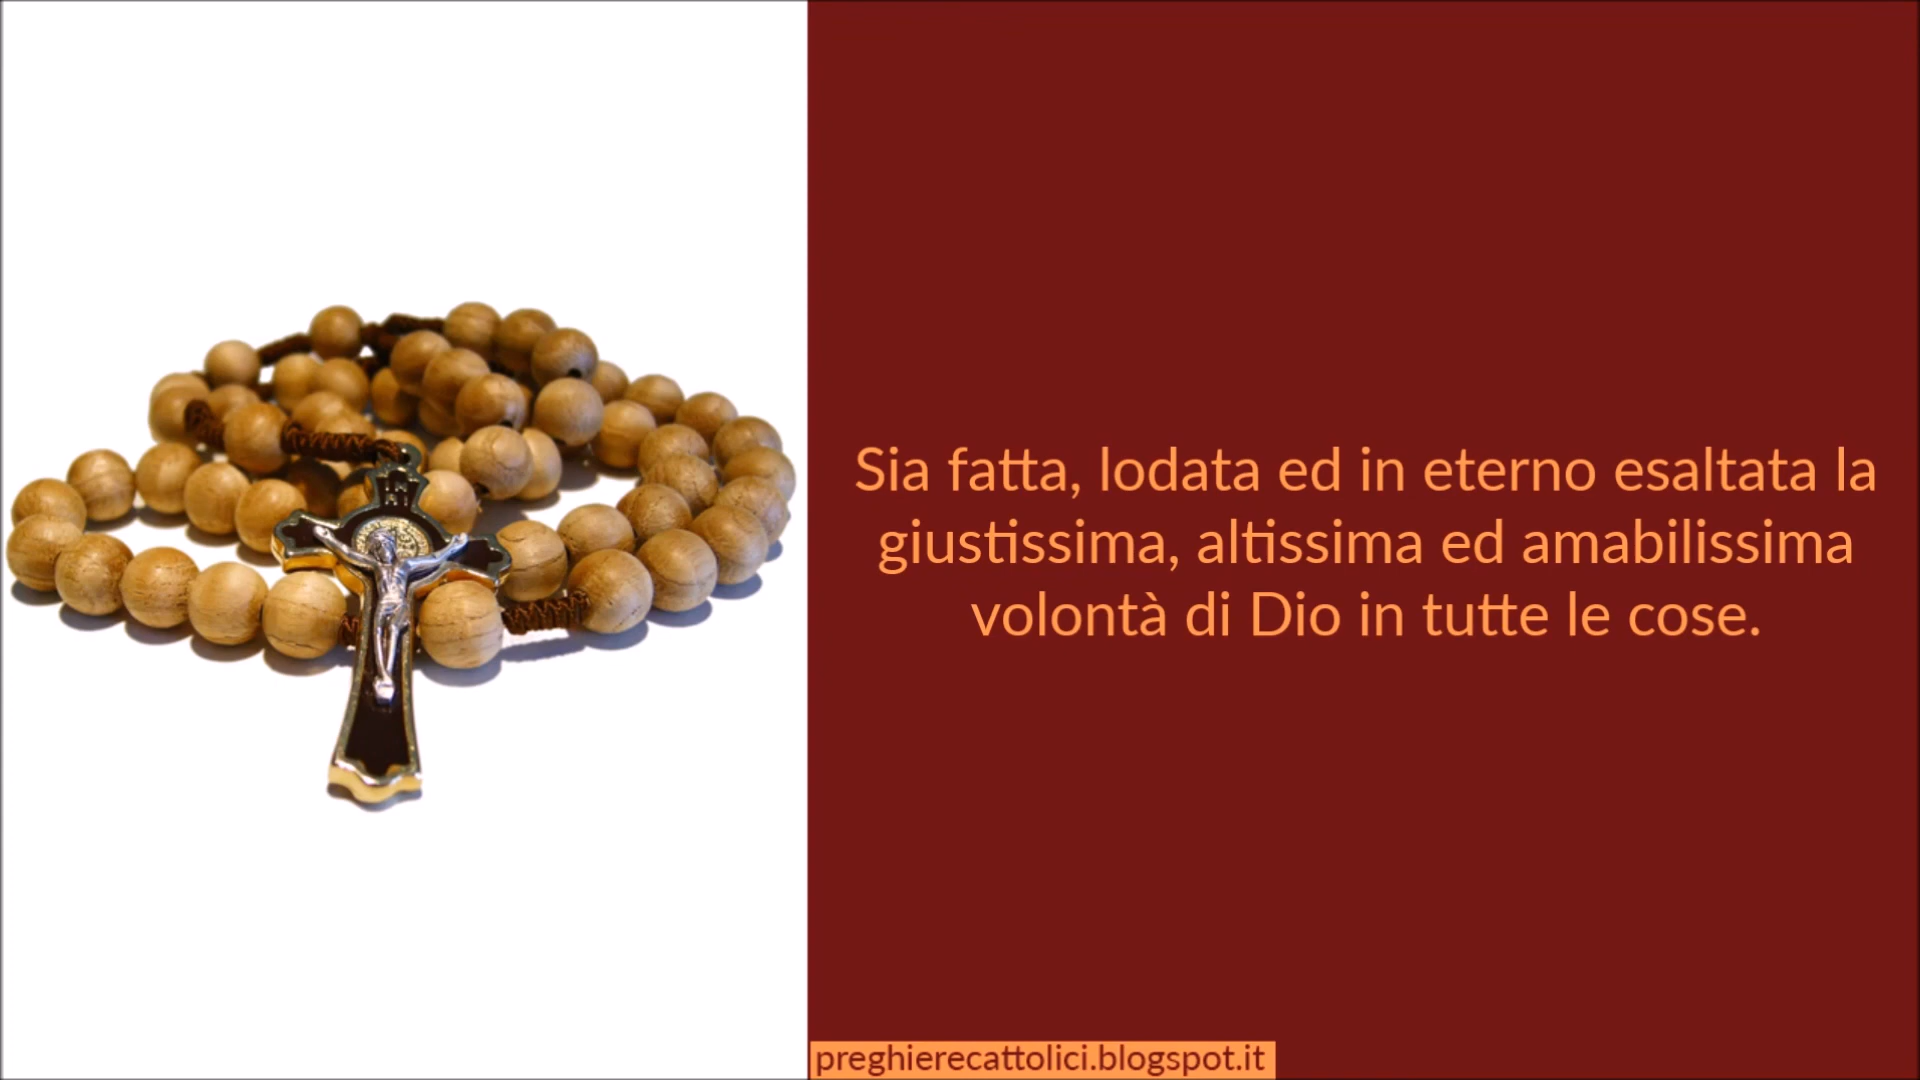 Sia fatta, lodata ed in eterno esaltata la
giustissima, altissima ed amabilissima
volontà di Dio in tutte le cose.
preghierecattolici.blogspot.it